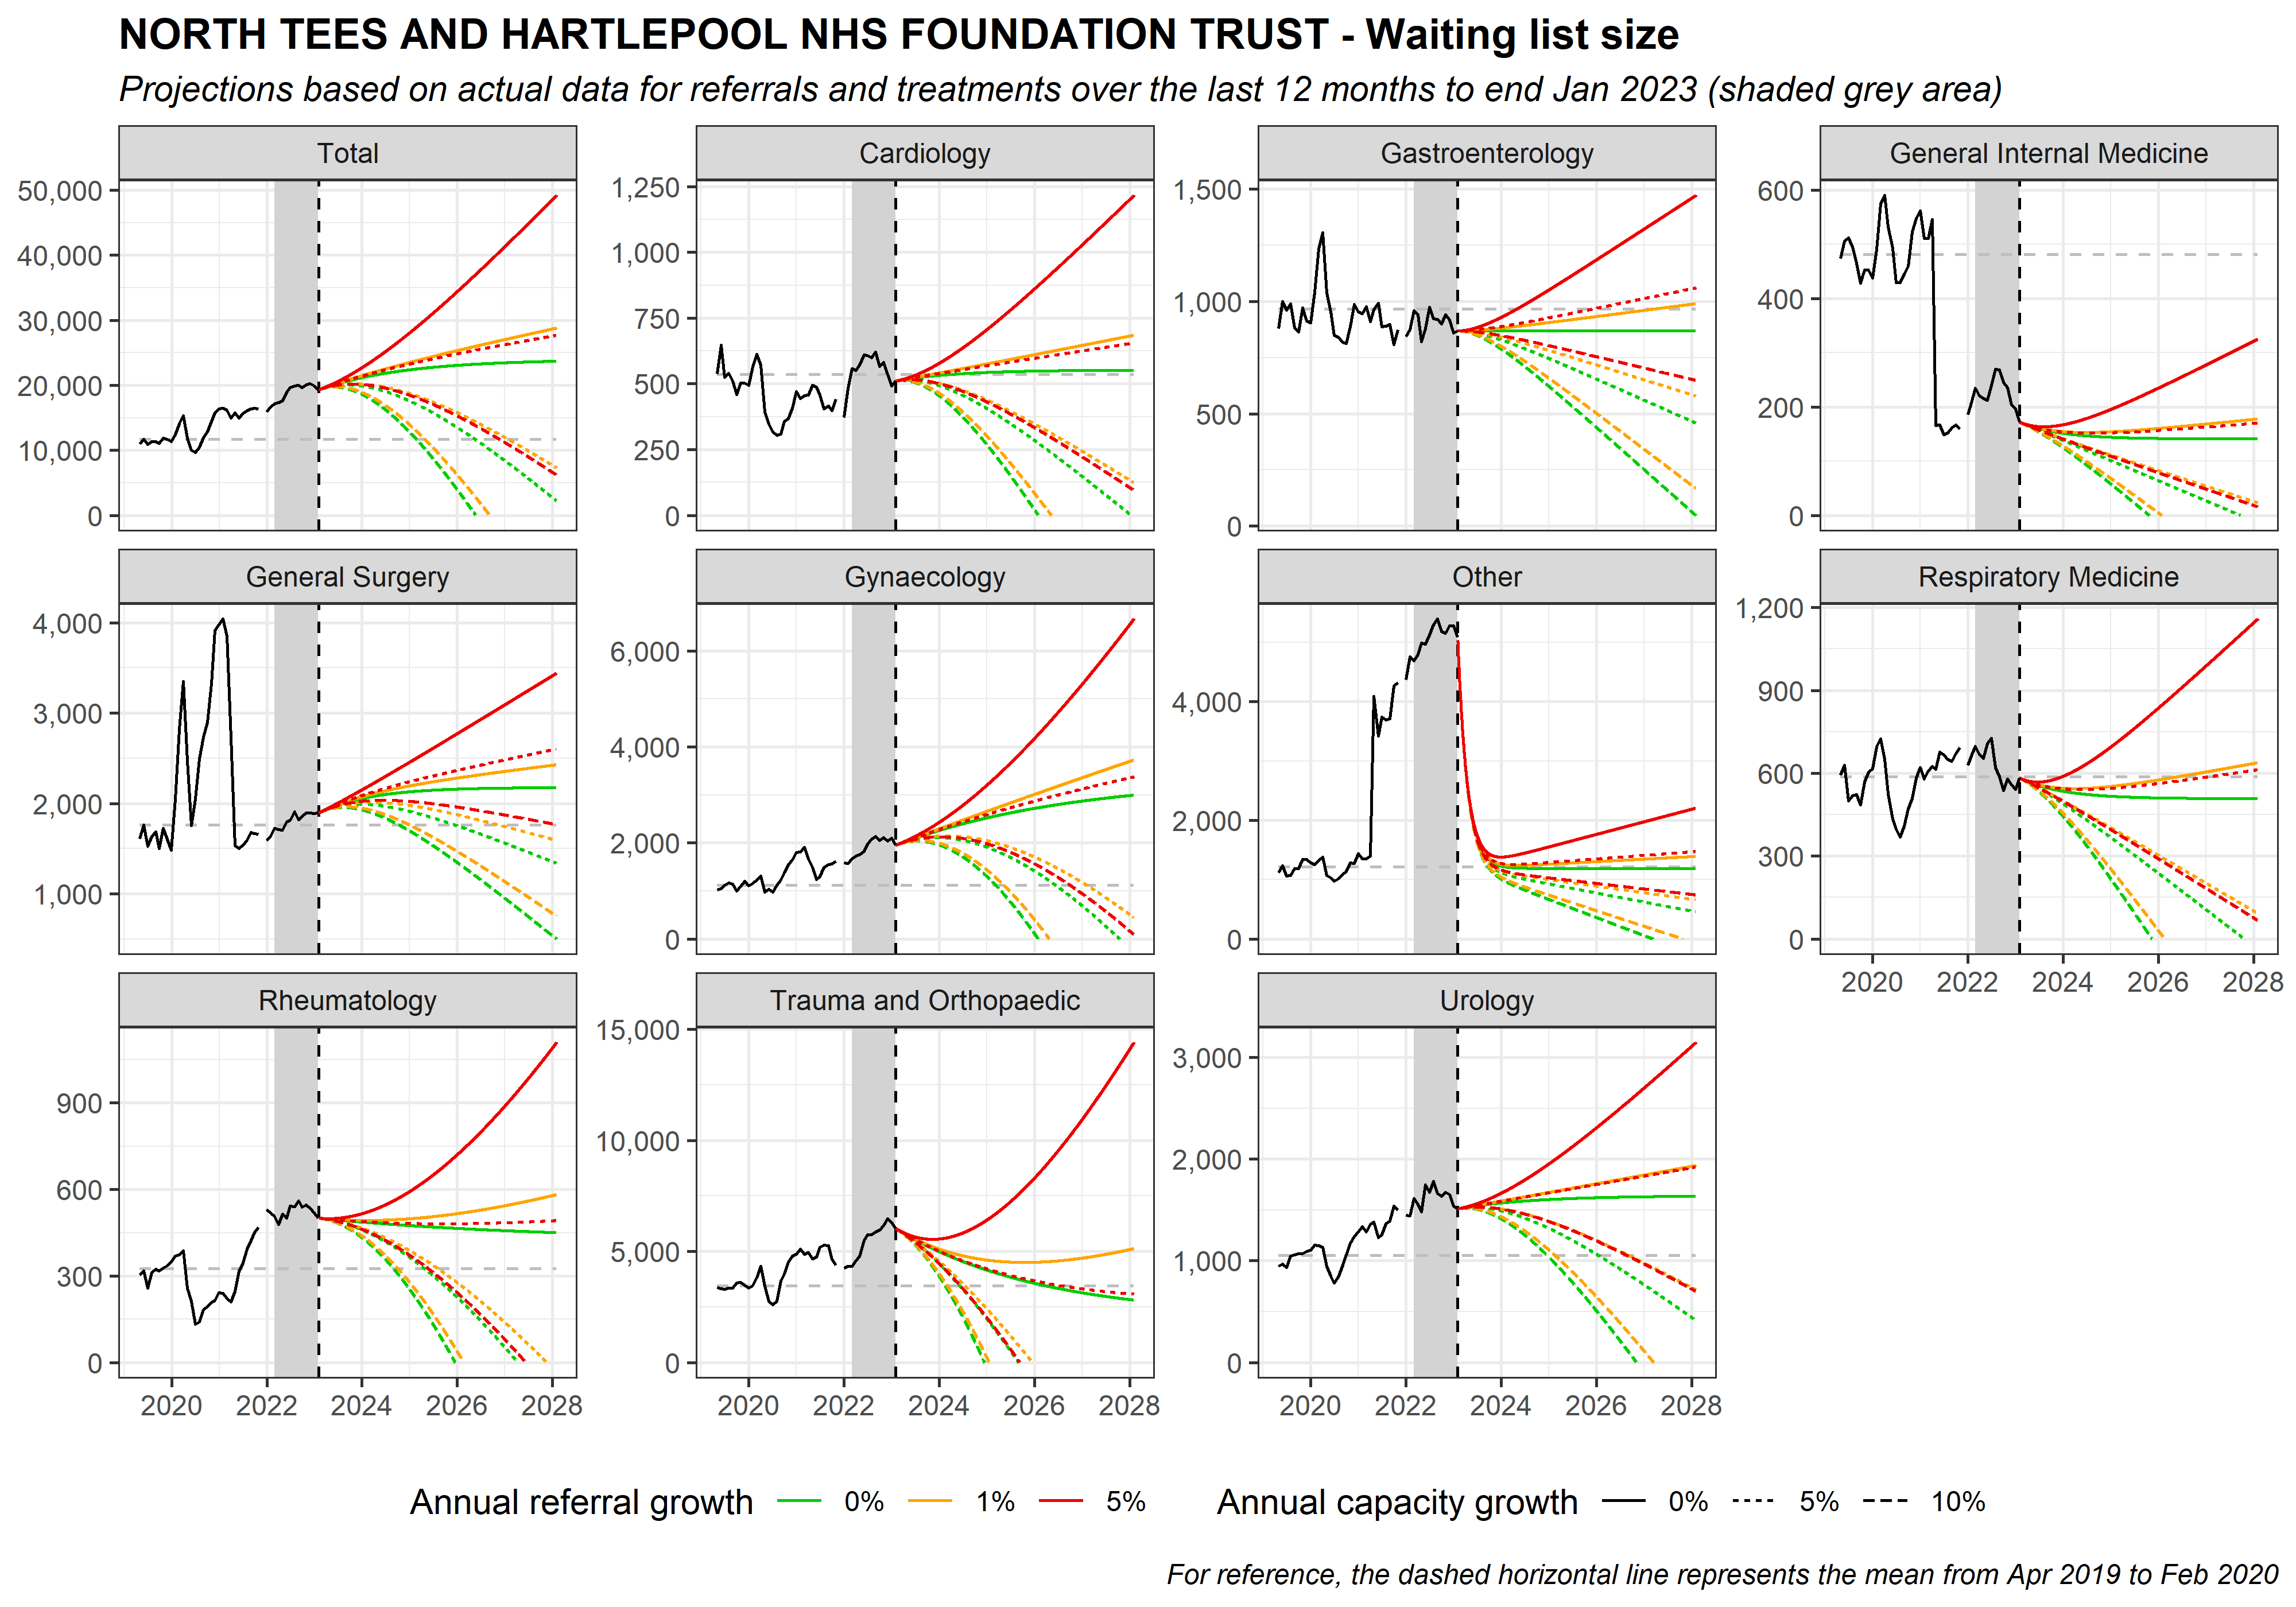 NORTH TEES AND HARTLEPOOL NHS FOUNDATION TRUST - Waiting list size
Projections based on actual data for referrals and treatments over the last 12 months to end Jan 2023 (shaded grey area)
Total
50,000
40,000
30,000
20,000
10,000
0
Cardiology
1,250
1,000
750
500
250
0
Gastroenterology
1,500
1,000
500
0
General Internal Medicine
600
400
200
0
General Surgery
4,000
3,000
2,000
1,000
Gynaecology
6,000
4,000
2,000
0
Other
4,000
2,000
0
Respiratory Medicine
1,200
900
600
300
0
2020 2022 2024 2026 2028
Rheumatology
900
600
300
0
2020 2022 2024 2026 2028
Trauma and Orthopaedic
15,000
10,000
5,000
0
2020 2022 2024 2026 2028
Urology
3,000
2,000
1,000
0
2020 2022 2024 2026 2028
Annual referral growth 0% 1% 5% Annual capacity growth 0% 5% 10%
For reference, the dashed horizontal line represents the mean from Apr 2019 to Feb 2020